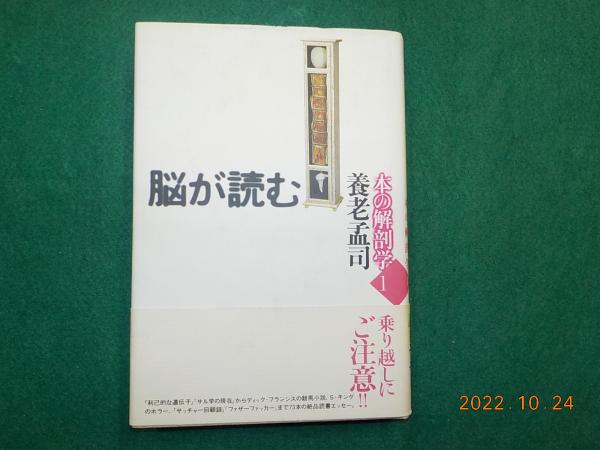 脳が読む
本の解剖学
1
養老孟司
乗り越しに
ご注意!!
「利己的な遺伝子」「サル学の現在」からディック・フランシスの競馬小説、S・キング
のホラー、「サッチャー回顧録」「ファザーファッカー」まで73本の絶品読書エッセー。
2022.10.24